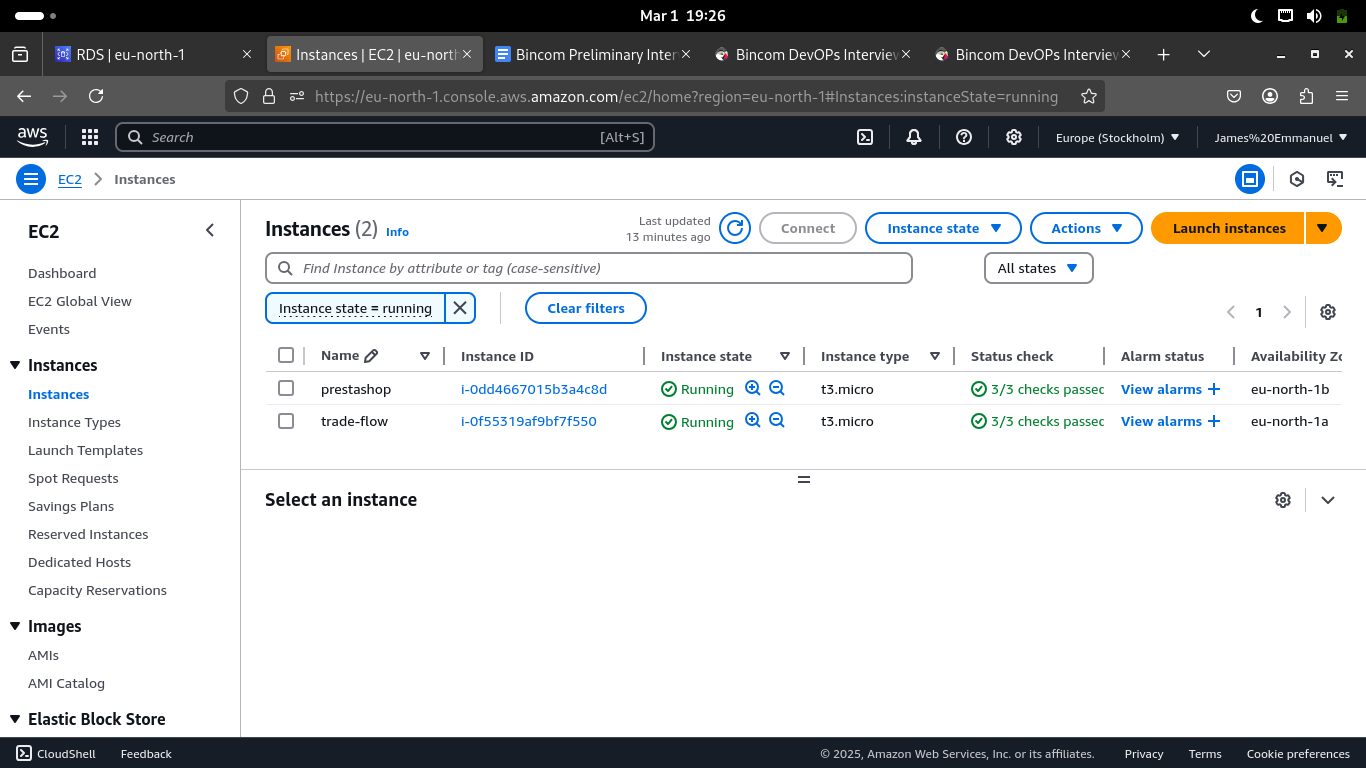 Mar 1 19:26
RDS | eu-north-1
Instances | EC2 | eu-north
Bincom Preliminary Inter
Bincom DevOPs Interview
Bincom DevOPs Interview
https://eu-north-1.console.aws.amazon.com/ec2/home?region=eu-north-1#Instances:instanceState=running
aws
Search
[Alt+S]
Europe (Stockholm)
James%20Emmanuel
EC2
Instances
EC2
Dashboard
EC2 Global View
Events
Instances
Instances
Instance Types
Launch Templates
Spot Requests
Savings Plans
Reserved Instances
Dedicated Hosts
Capacity Reservations
Images
AMIs
AMI Catalog
Elastic Block Store
Instances (2) Info
Last updated
13 minutes ago
Connect
Instance state
Actions
Launch instances
Find Instance by attribute or tag (case-sensitive)
All states
Instance state = running
Clear filters
1
Name Instance ID Instance state Instance type Status check Alarm status Availability Zo
prestashop i-0dd4667015b3a4c8d Running t3.micro 3/3 checks passed View alarms + eu-north-1b
trade-flow i-0f55319af9bf7f550 Running t3.micro 3/3 checks passed View alarms + eu-north-1a
Select an instance
CloudShell Feedback © 2025, Amazon Web Services, Inc. or its affiliates. Privacy Terms Cookie preferences